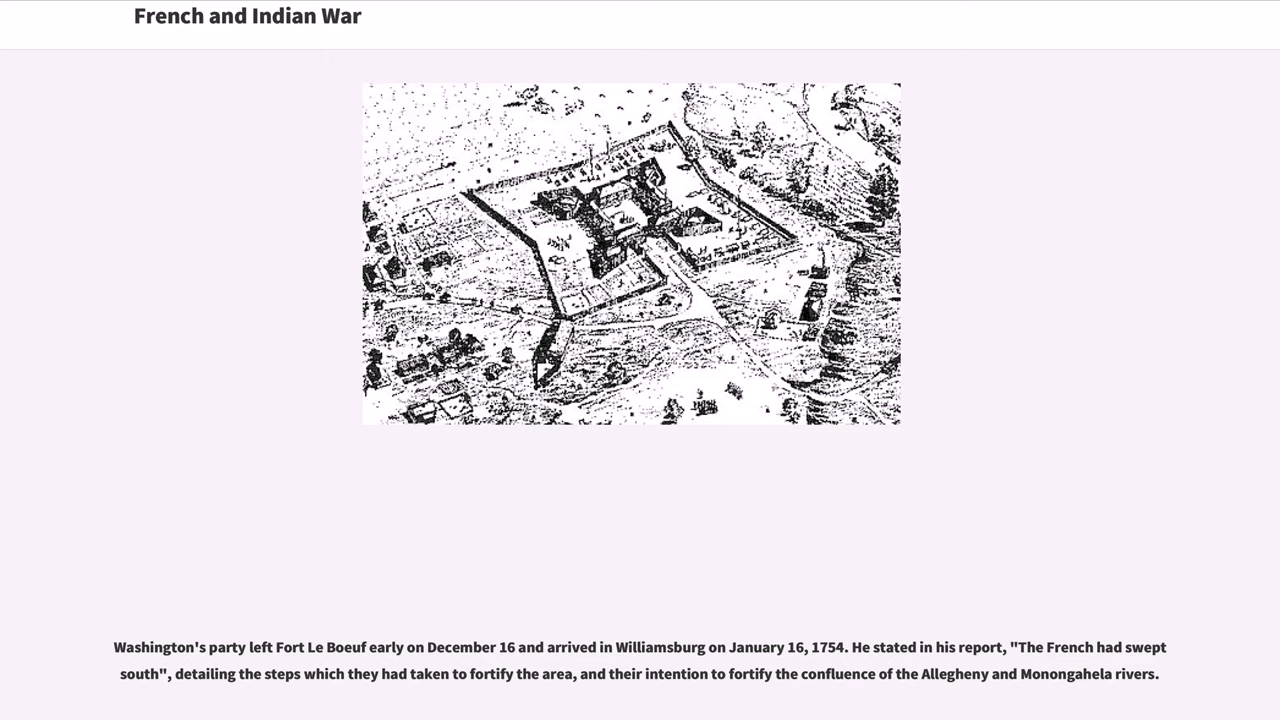 French and Indian War
Washington's party left Fort Le Boeuf early on December 16 and arrived in Williamsburg on January 16, 1754. He stated in his report, "The French had swept
south", detailing the steps which they had taken to fortify the area, and their intention to fortify the confluence of the Allegheny and Monongahela rivers.